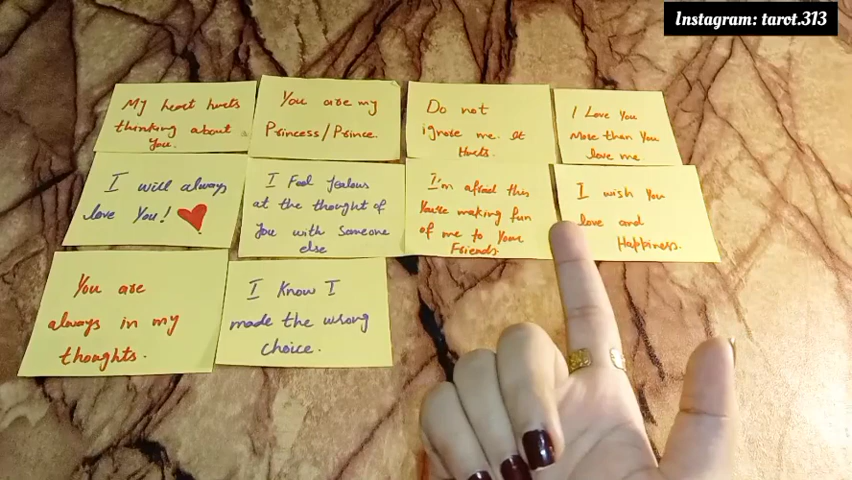 Instagram: tarot.313
My heart hurts
thinking about
you.
You are my
Princess/Prince.
Do not
ignore me. It
Hurts.
I Love You
More than You
love me.
I will always
love You!
I Feel Jealous
at the thought of
you with someone
else
I'm afraid this
You're making fun
of me to Your
Friends.
I wish You
love and
Happiness.
You are
always in my
thoughts.
I Know I
made the wrong
choice.